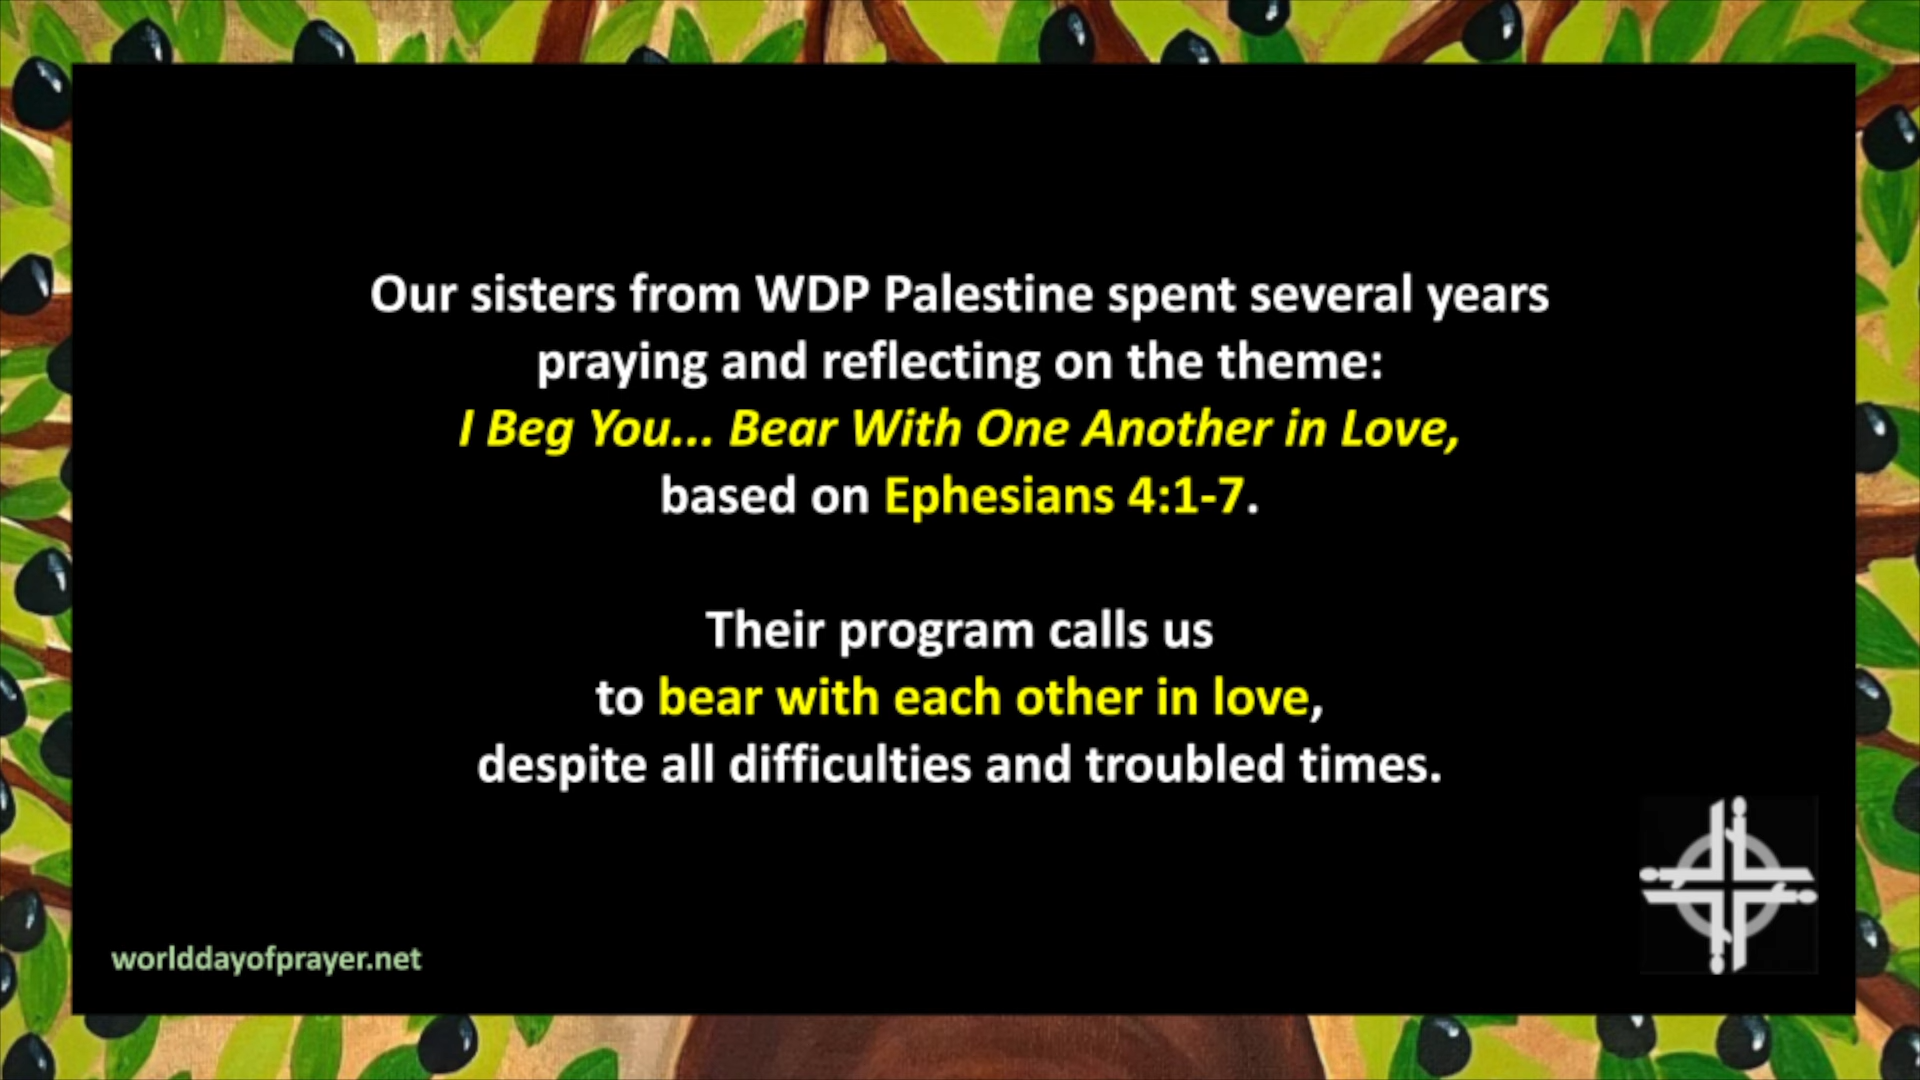 Our sisters from WDP Palestine spent several years
praying and reflecting on the theme:
I Beg You... Bear With One Another in Love,
based on Ephesians 4:1-7.
Their program calls us
to bear with each other in love,
despite all difficulties and troubled times.
worlddayofprayer.net